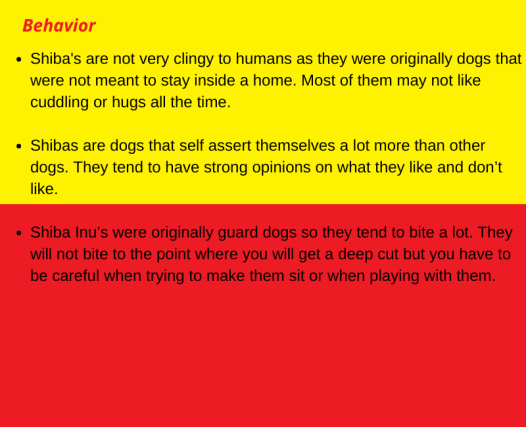 Behavior
• Shiba's are not very clingy to humans as they were originally dogs that
were not meant to stay inside a home. Most of them may not like
cuddling or hugs all the time.
• Shibas are dogs that self assert themselves a lot more than other
dogs. They tend to have strong opinions on what they like and don’t
like.
• Shiba Inu’s were originally guard dogs so they tend to bite a lot. They
will not bite to the point where you will get a deep cut but you have to
be careful when trying to make them sit or when playing with them.